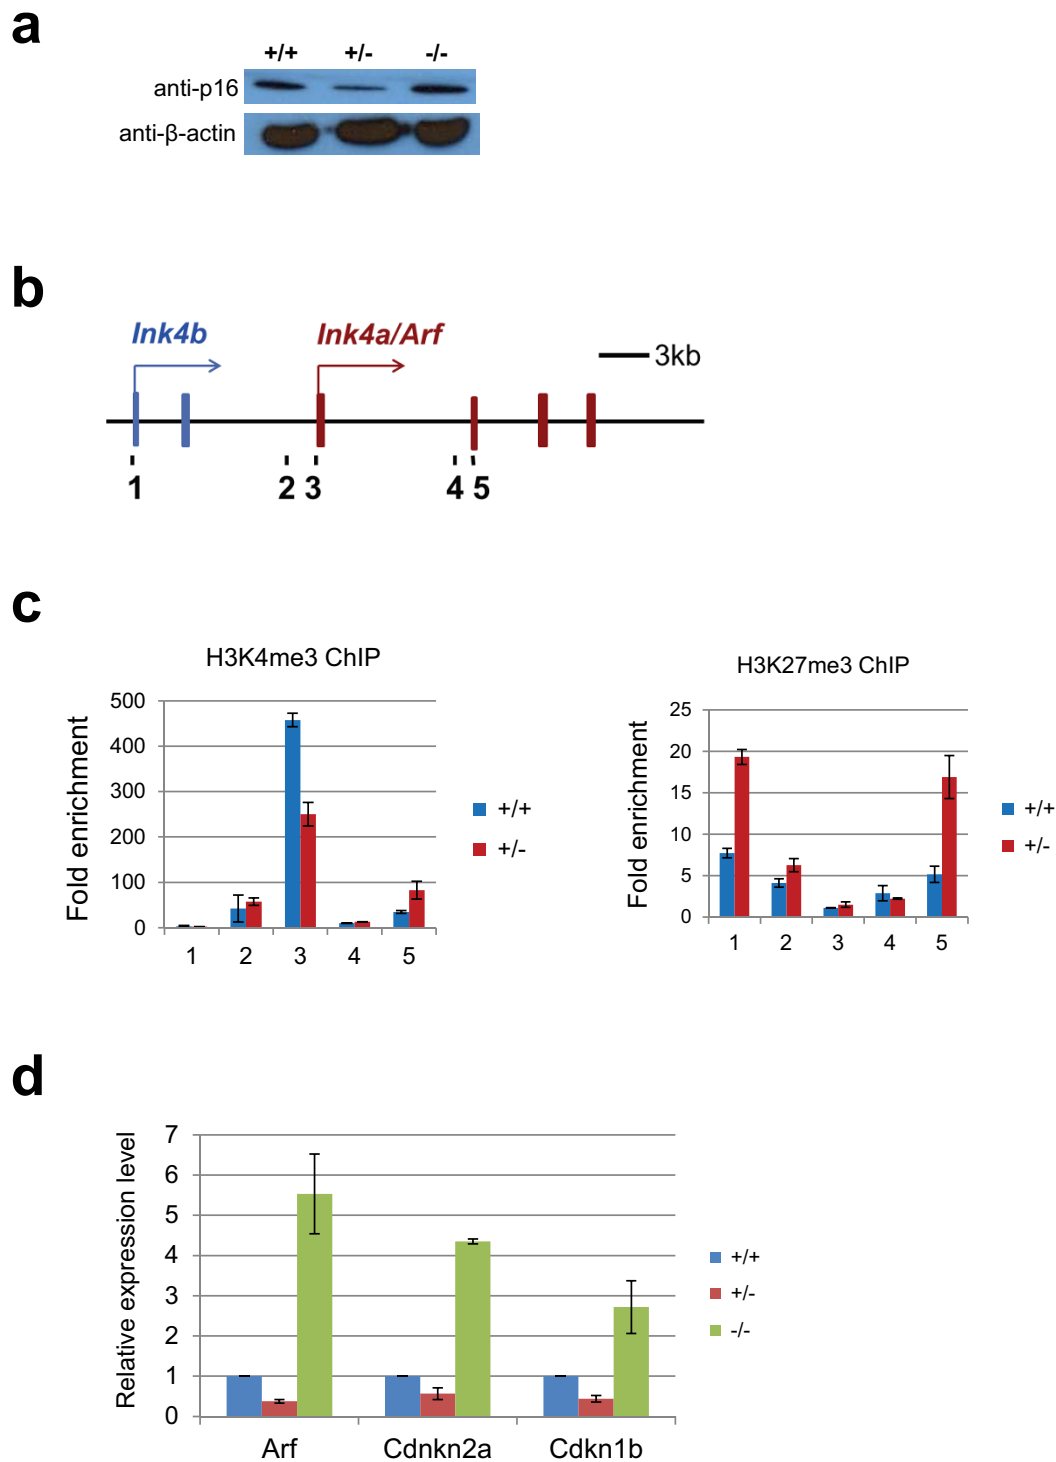 a
+/+ +/- -/-
anti-p16
anti-β-actin
b
Ink4b
Ink4a/Arf
3kb
1 2 3 4 5
c
H3K4me3 ChIP
Fold enrichment
500
400
300
200
100
0
1 2 3 4 5
+/+
+/-
H3K27me3 ChIP
Fold enrichment
25
20
15
10
5
0
1 2 3 4 5
+/+
+/-
d
Relative expression level
7
6
5
4
3
2
1
0
Arf Cdnkn2a Cdkn1b
+/+
+/-
-/-